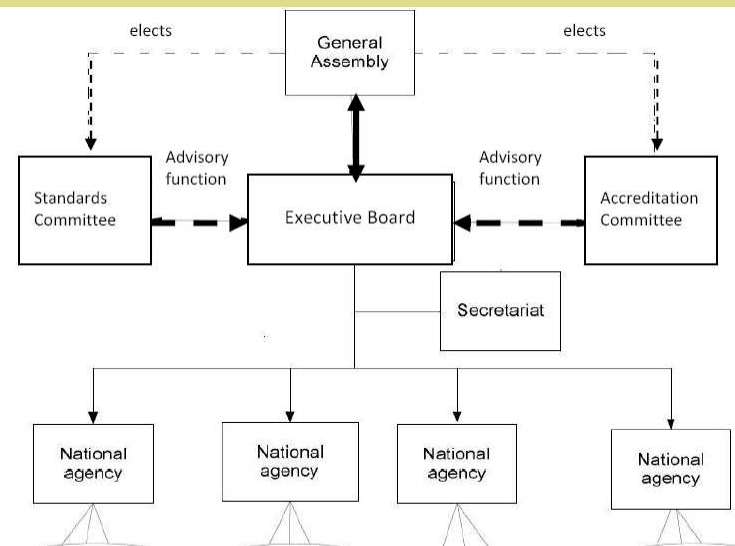 elects
elects
General
Assembly
Advisory
function
Advisory
function
Standards
Committee
Executive Board
Accreditation
Committee
Secretariat
National
agency
National
agency
National
agency
National
agency